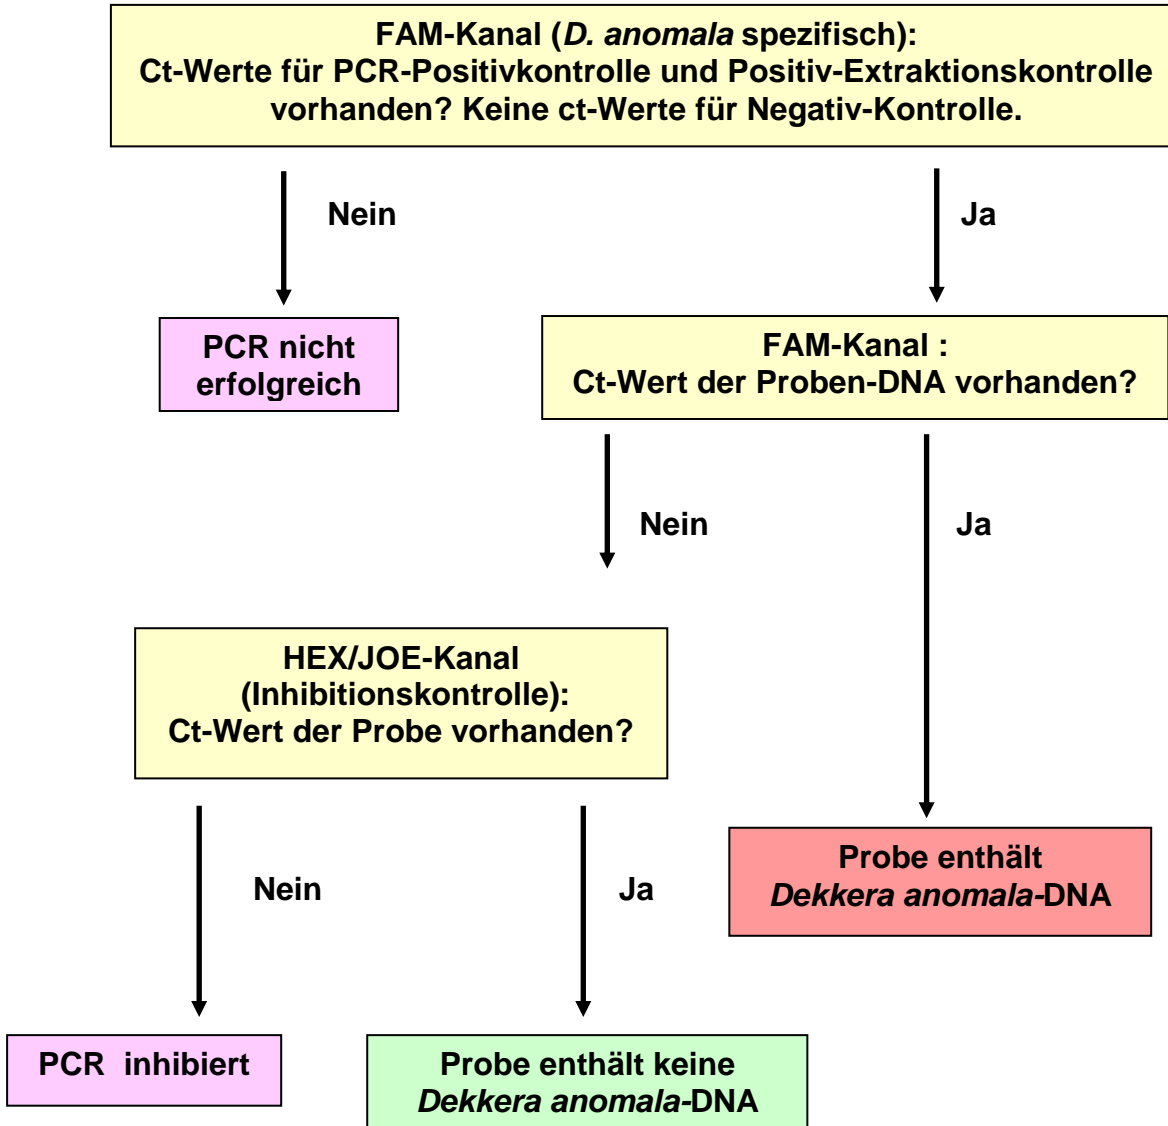 FAM-Kanal (D. anomala spezifisch):
Ct-Werte für PCR-Positivkontrolle und Positiv-Extraktionskontrolle
vorhanden? Keine ct-Werte für Negativ-Kontrolle.
Nein
Ja
PCR nicht
erfolgreich
FAM-Kanal :
Ct-Wert der Proben-DNA vorhanden?
Nein
Ja
HEX/JOE-Kanal
(Inhibitionskontrolle):
Ct-Wert der Probe vorhanden?
Nein
Ja
Probe enthält
Dekkera anomala-DNA
PCR inhibiert
Probe enthält keine
Dekkera anomala-DNA